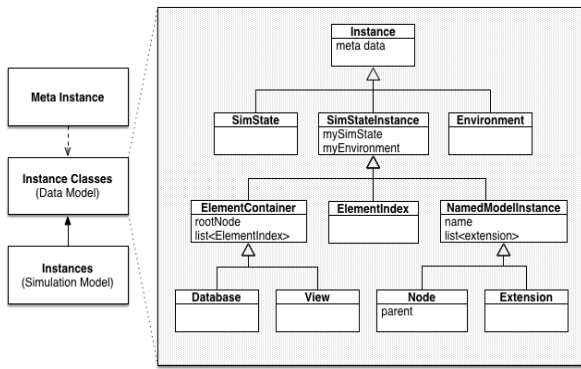 Meta Instance
Instance Classes
(Data Model)
Instances
(Simulation Model)
Instance
meta data
SimState
SimStateInstance
mySimState
myEnvironment
Environment
ElementContainer
rootNode
list<ElementIndex>
ElementIndex
NamedModelInstance
name
list<extension>
Database
View
Node
parent
Extension